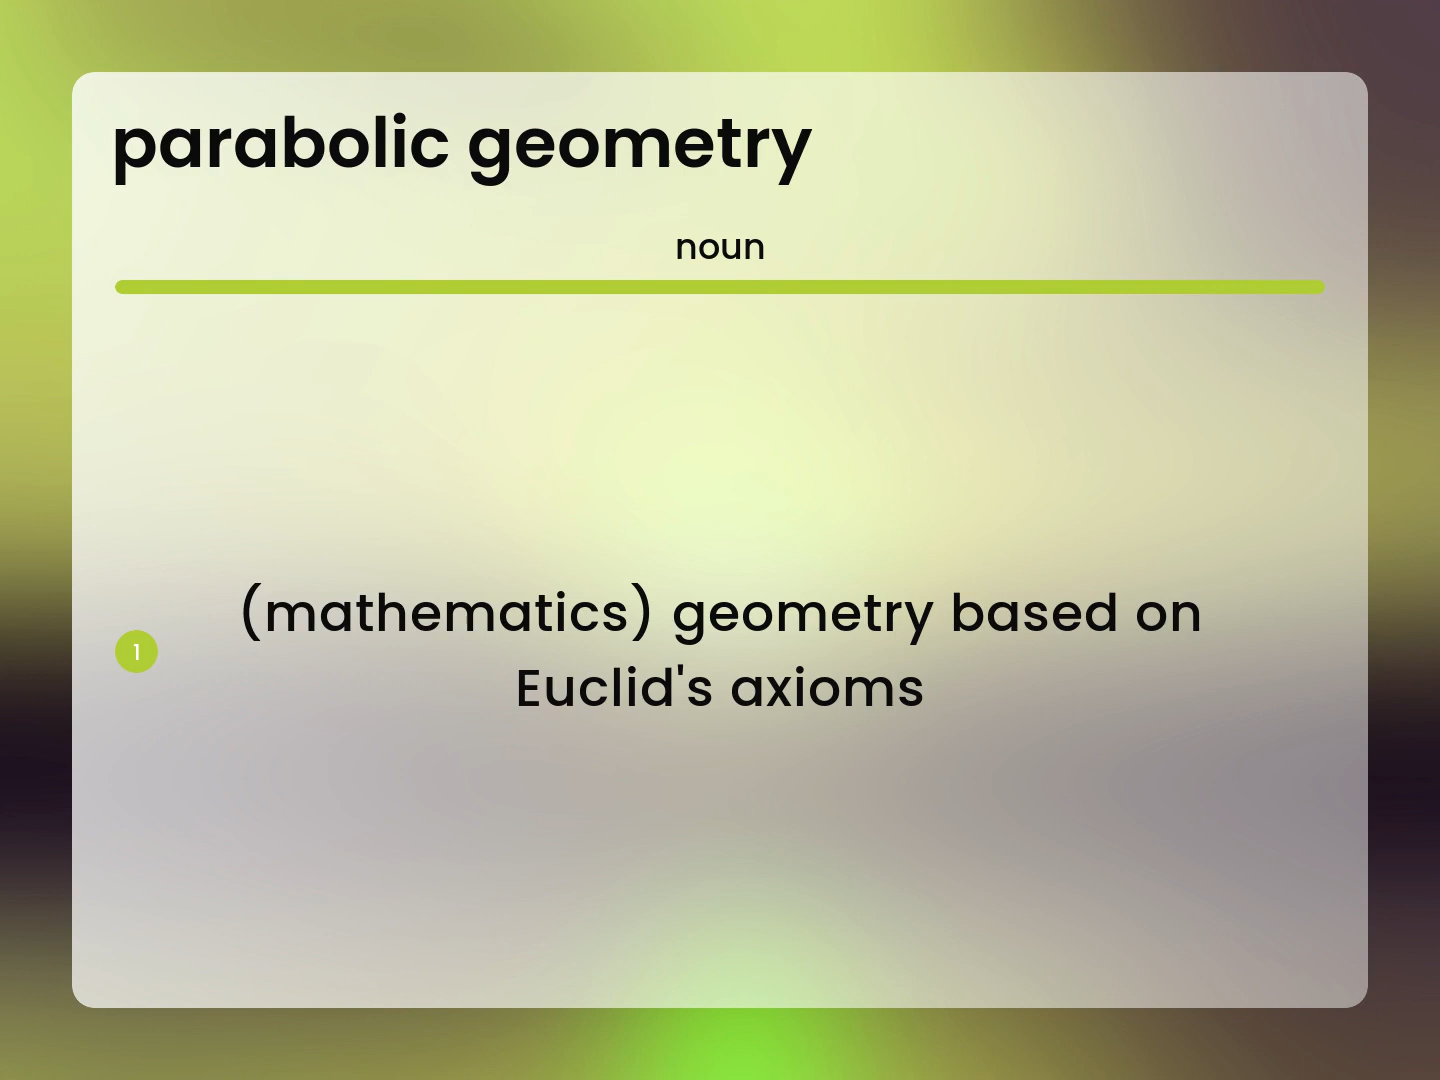 parabolic geometry
noun
(mathematics) geometry based on
1
Euclid's axioms